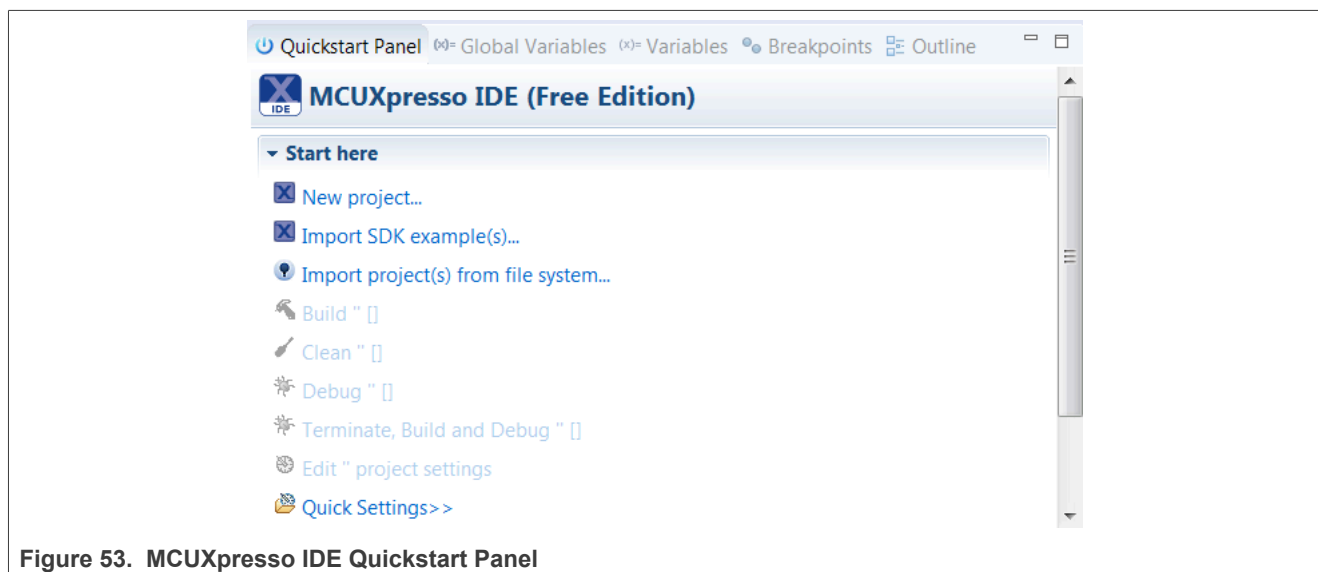 Quickstart Panel (x)= Global Variables (x)= Variables Breakpoints Outline
IDE
MCUXpresso IDE (Free Edition)
Start here
New project...
Import SDK example(s)...
Import project(s) from file system...
Build '' []
Clean '' []
Debug '' []
Terminate, Build and Debug '' []
Edit '' project settings
Quick Settings>>
Figure 53. MCUXpresso IDE Quickstart Panel